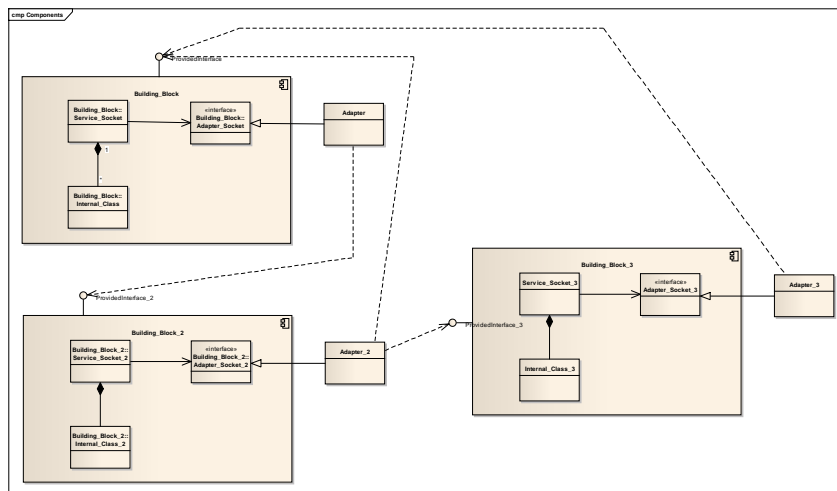 cmp Components
ProvidedInterface
Building_Block
Building_Block::
Service_Socket
«interface»
Building_Block::
Adapter_Socket
Adapter
1
*
Building_Block::
Internal_Class
ProvidedInterface_2
Building_Block_2
Building_Block_2::
Service_Socket_2
«interface»
Building_Block_2::
Adapter_Socket_2
Adapter_2
Building_Block_2::
Internal_Class_2
ProvidedInterface_3
Building_Block_3
Service_Socket_3
«interface»
Adapter_Socket_3
Adapter_3
Internal_Class_3